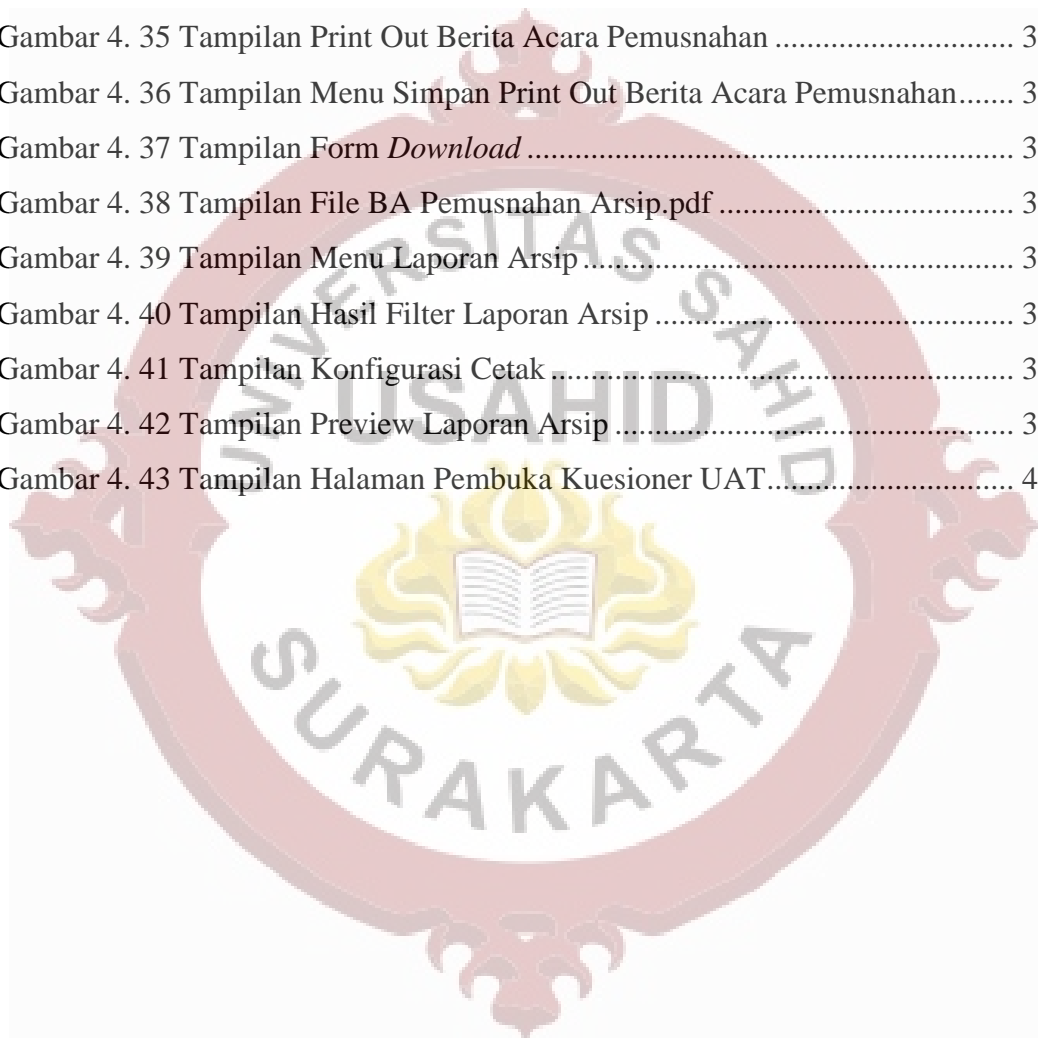 Gambar 4. 35 Tampilan Print Out Berita Acara Pemusnahan .............................. 3
Gambar 4. 36 Tampilan Menu Simpan Print Out Berita Acara Pemusnahan....... 3
Gambar 4. 37 Tampilan Form Download ............................................................. 3
Gambar 4. 38 Tampilan File BA Pemusnahan Arsip.pdf ..................................... 3
Gambar 4. 39 Tampilan Menu Laporan Arsip ...................................................... 3
Gambar 4. 40 Tampilan Hasil Filter Laporan Arsip ............................................. 3
Gambar 4. 41 Tampilan Konfigurasi Cetak .......................................................... 3
Gambar 4. 42 Tampilan Preview Laporan Arsip .................................................. 3
Gambar 4. 43 Tampilan Halaman Pembuka Kuesioner UAT............................... 4
UNIVERSITAS SAHID
USAHID
SURAKARTA